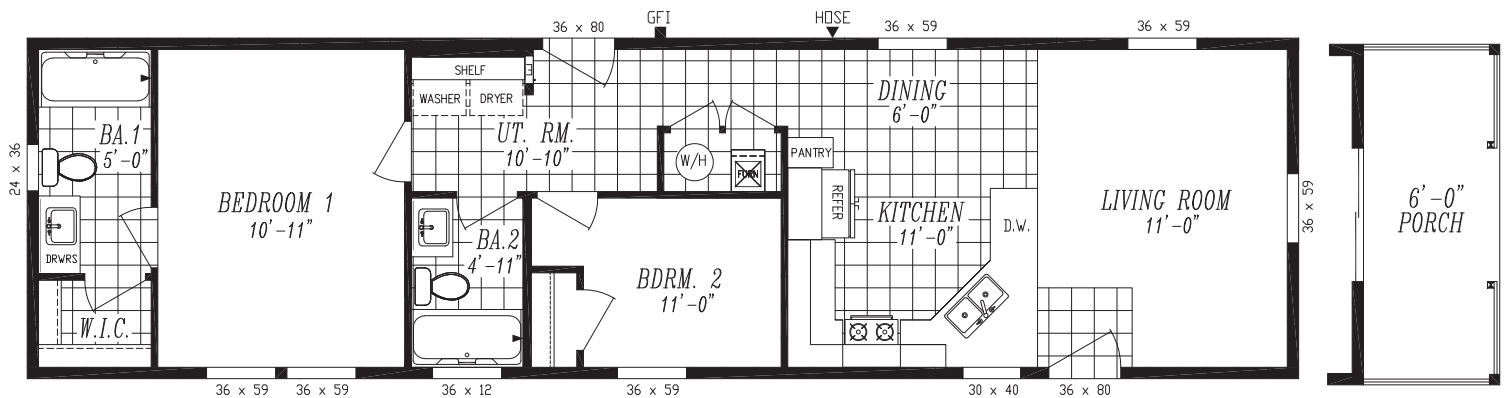 36 x 80
GFI
HOSE
36 x 59
36 x 59
24 x 36
BA.1
5'-0"
DRWRS
W.I.C.
BEDROOM 1
10'-11"
SHELF
WASHER
DRYER
UT. RM.
10'-10"
W/H
FURN
BA.2
4'-11"
BDRM. 2
11'-0"
DINING
6'-0"
PANTRY
REFER
KITCHEN
11'-0"
D.W.
LIVING ROOM
11'-0"
36 x 59
6'-0"
PORCH
36 x 59
36 x 59
36 x 12
36 x 59
30 x 40
36 x 80